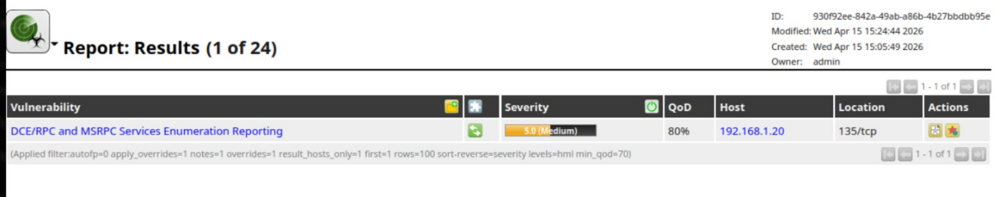 ID: 930f92ee-842a-49ab-a86b-4b27bbdbb95e
Modified: Wed Apr 15 15:24:44 2026
Created: Wed Apr 15 15:05:49 2026
Owner: admin
Report: Results (1 of 24)
1 - 1 of 1
Vulnerability Severity QoD Host Location Actions
DCE/RPC and MSRPC Services Enumeration Reporting 5.0 (Medium) 80% 192.168.1.20 135/tcp
(Applied filter:autofp=0 apply_overrides=1 notes=1 overrides=1 result_hosts_only=1 first=1 rows=100 sort-reverse=severity levels=hml min_qod=70) 1 - 1 of 1